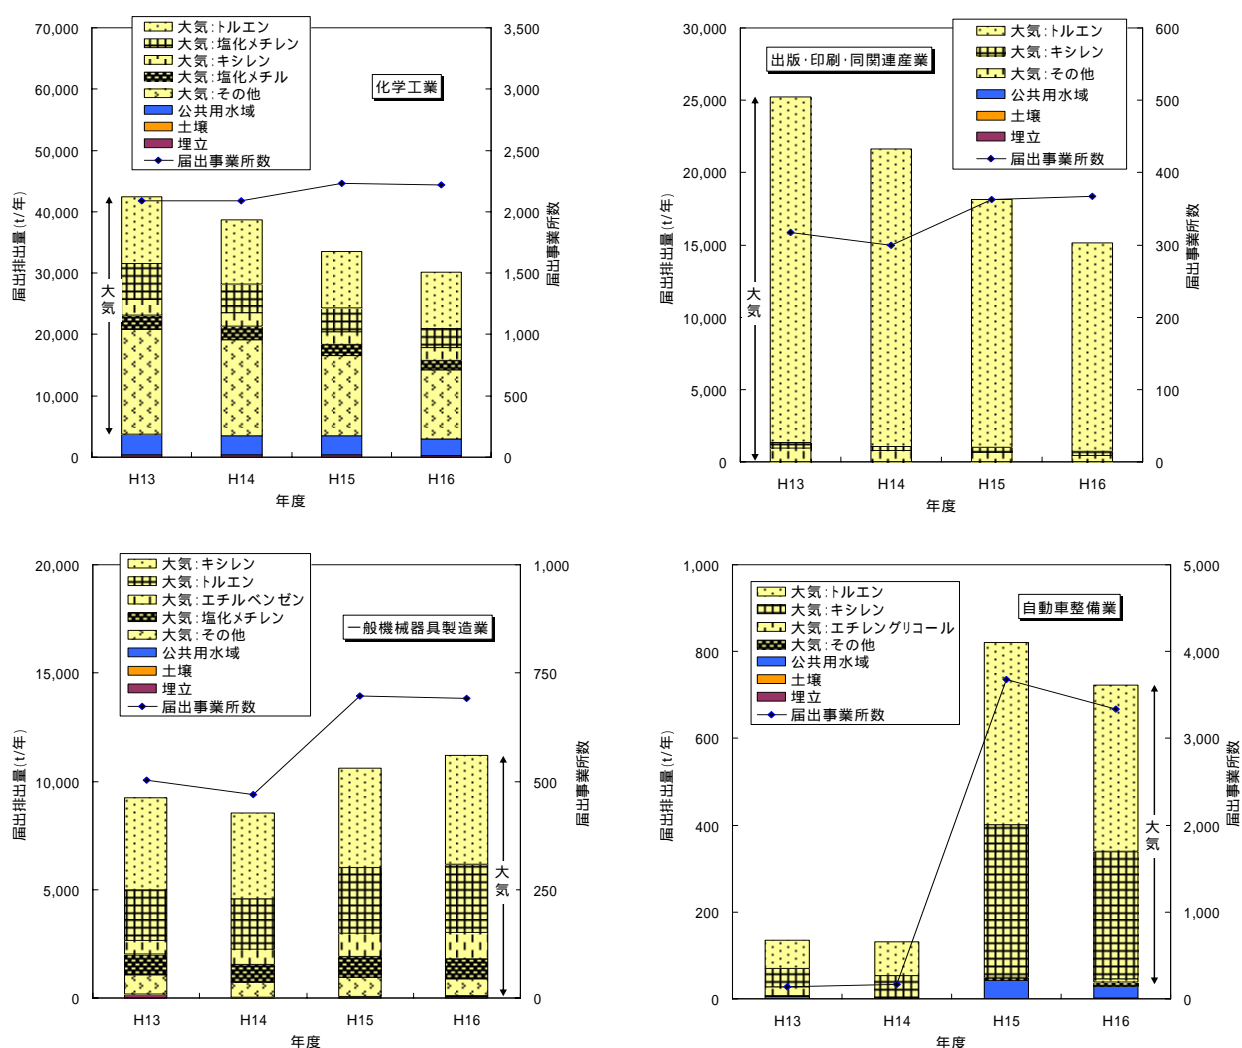 化学工業
大気:トルエン
大気:塩化メチレン
大気:キシレン
大気:塩化メチル
大気:その他
公共用水域
土壌
埋立
届出事業所数
届出排出量(t/年)
70,000
60,000
50,000
40,000
30,000
20,000
10,000
0
3,500
3,000
2,500
2,000
1,500
1,000
500
0
届出事業所数
大気
H13 H14 H15 H16
年度
出版・印刷・同関連産業
大気:トルエン
大気:キシレン
大気:その他
公共用水域
土壌
埋立
届出事業所数
届出排出量(t/年)
30,000
25,000
20,000
15,000
10,000
5,000
0
600
500
400
300
200
100
0
届出事業所数
大気
H13 H14 H15 H16
年度
一般機械器具製造業
大気:キシレン
大気:トルエン
大気:エチルベンゼン
大気:塩化メチレン
大気:その他
公共用水域
土壌
埋立
届出事業所数
届出排出量(t/年)
20,000
15,000
10,000
5,000
0
1,000
750
500
250
0
届出事業所数
大気
H13 H14 H15 H16
年度
自動車整備業
大気:トルエン
大気:キシレン
大気:エチレングリコール
大気:その他
公共用水域
土壌
埋立
届出事業所数
届出排出量(t/年)
1,000
800
600
400
200
0
5,000
4,000
3,000
2,000
1,000
0
届出事業所数
大気
H13 H14 H15 H16
年度